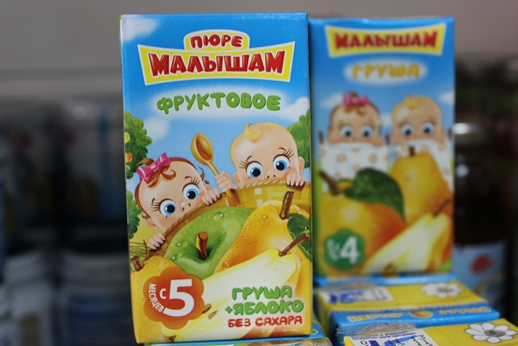 ПЮРЕ
МАЛЫШАМ
ФРУКТОВОЕ
С 5
МЕСЯЦЕВ
ГРУША
+ЯБЛОКО
БЕЗ САХАРА
МАЛЫШАМ
ГРУША
4